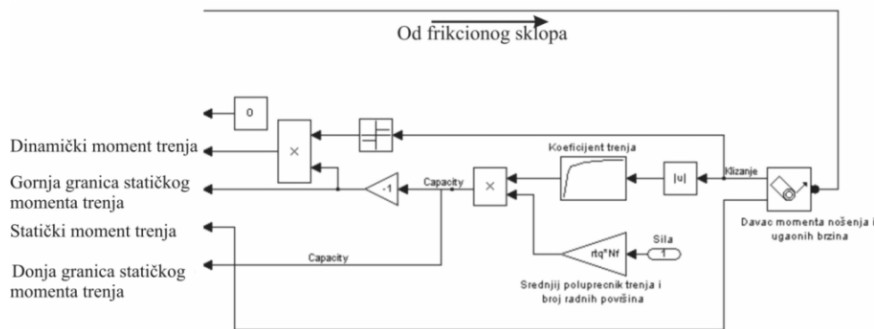 Od frikcionog sklopa
0
Dinamički moment trenja
×
Koeficijent trenja
Gornja granica statičkog
momenta trenja
-1
Capacity
×
|u|
Klizanje
Davac momenta nošenja i
ugaonih brzina
Statički moment trenja
rtq*Nf
Sila
1
Donja granica statičkog
momenta trenja
Capacity
Srednjij poluprecnik trenja i
broj radnih površina